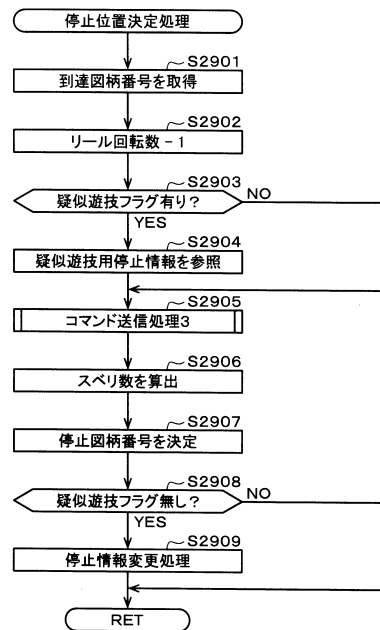 停止位置決定処理
S2901
到達図柄番号を取得
S2902
リール回転数-1
S2903
疑似遊技フラグ有り?
NO
YES
S2904
疑似遊技用停止情報を参照
S2905
コマンド送信処理3
S2906
スベリ数を算出
S2907
停止図柄番号を決定
S2908
疑似遊技フラグ無し?
NO
YES
S2909
停止情報変更処理
RET